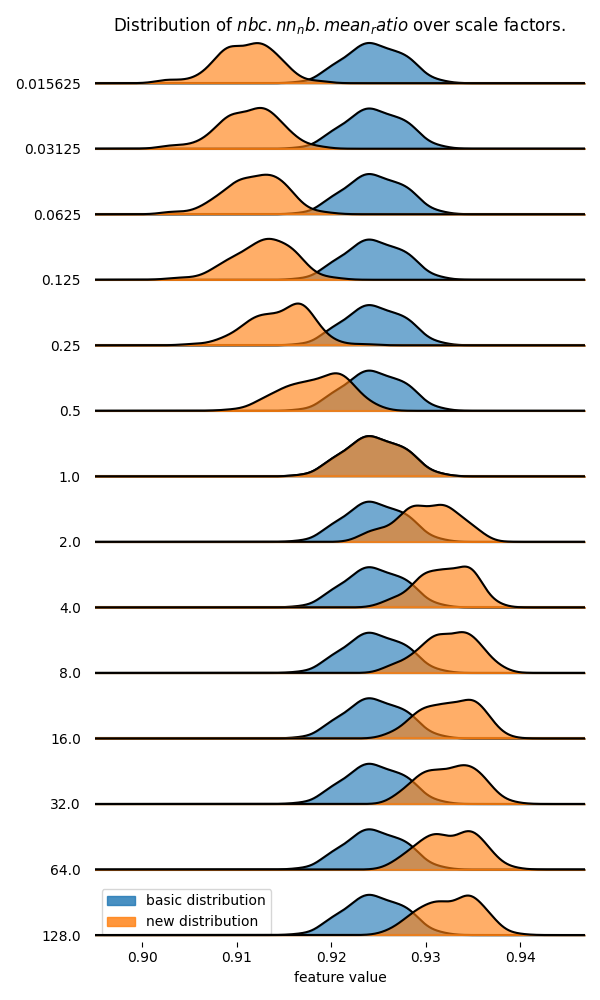 Distribution of nbc.nn_nb.mean_ratio over scale factors.
0.015625
0.03125
0.0625
0.125
0.25
0.5
1.0
2.0
4.0
8.0
16.0
32.0
64.0
128.0
basic distribution
new distribution
0.90 0.91 0.92 0.93 0.94
feature value